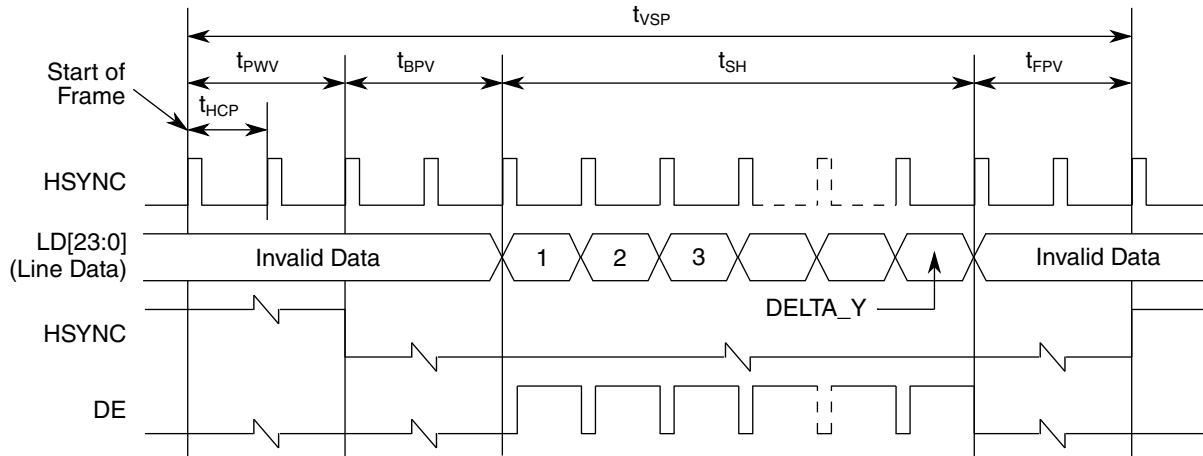 tVSP
tPWV
tBPV
tSH
tFPV
Start of
Frame
tHCP
HSYNC
LD[23:0]
(Line Data)
Invalid Data
1
2
3
Invalid Data
DELTA_Y
HSYNC
DE